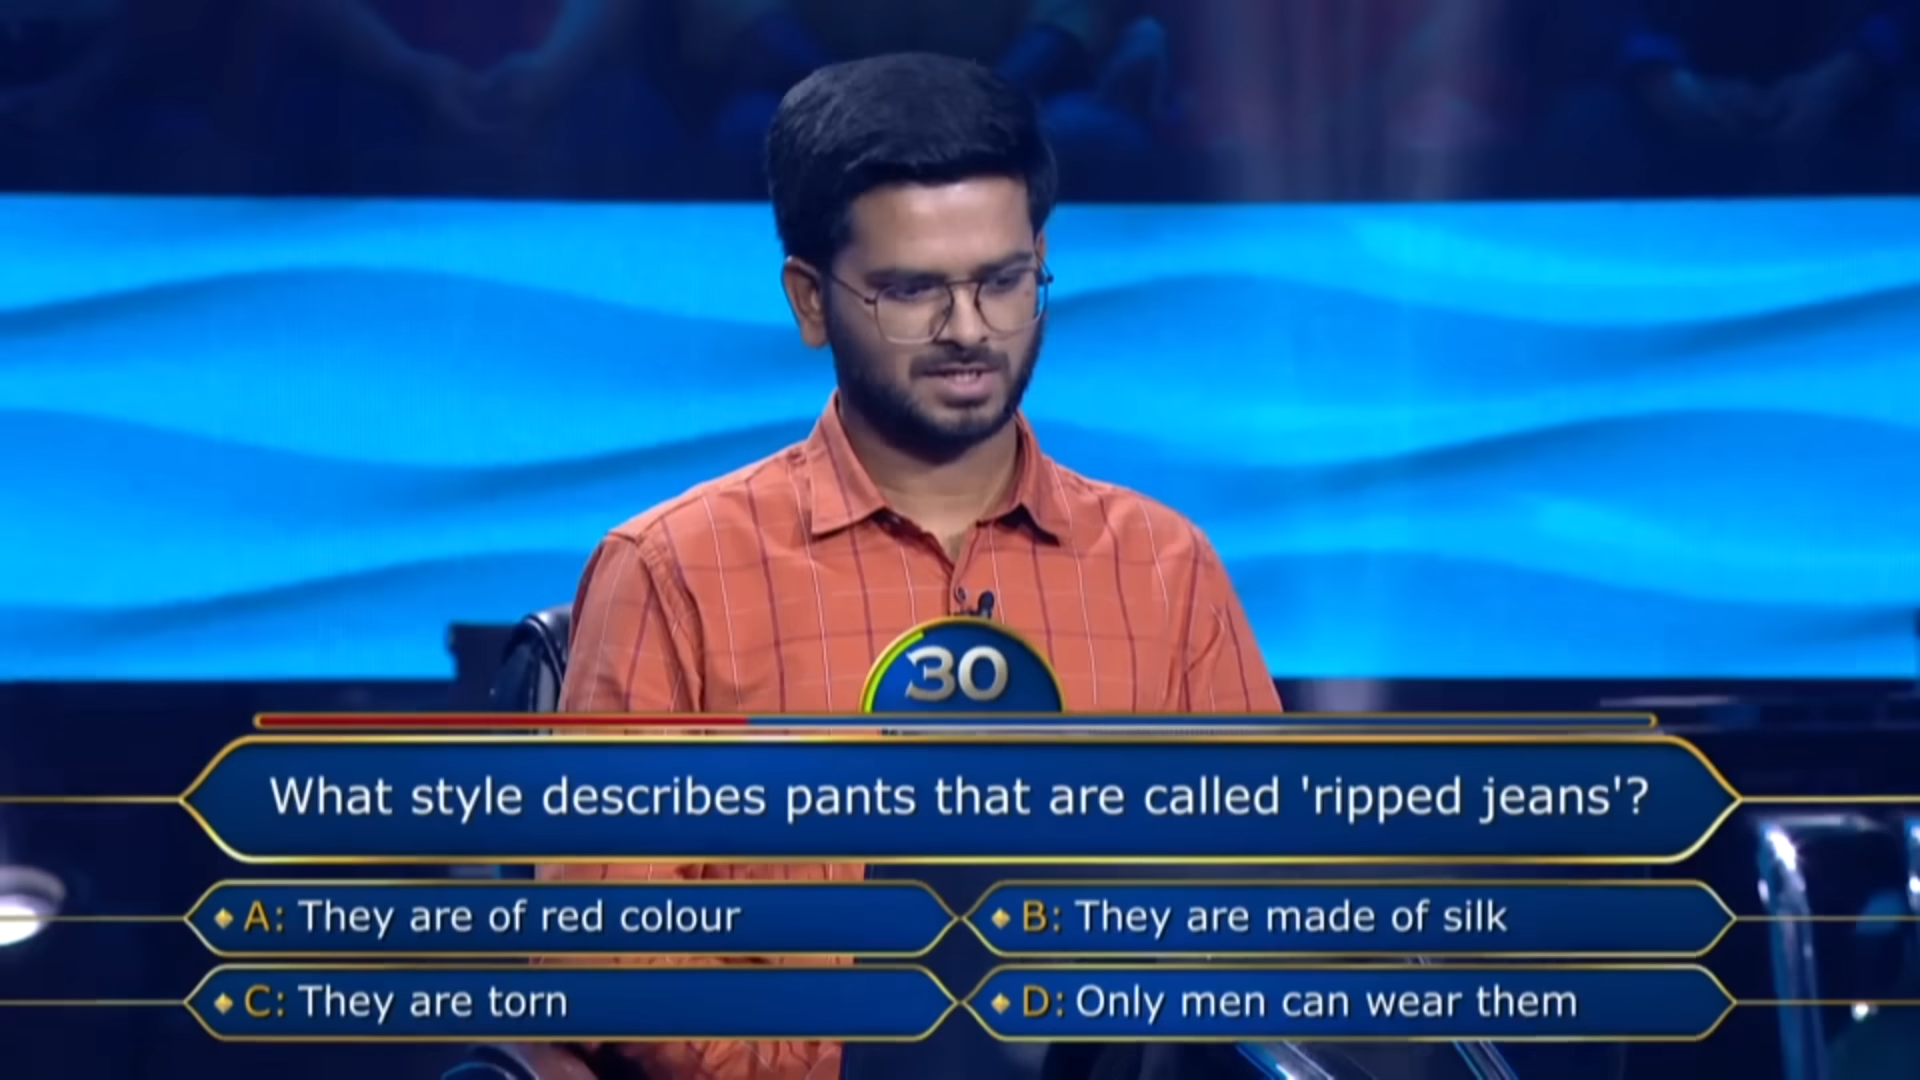 30
What style describes pants that are called 'ripped jeans'?
A: They are of red colour
B: They are made of silk
C: They are torn
D: Only men can wear them